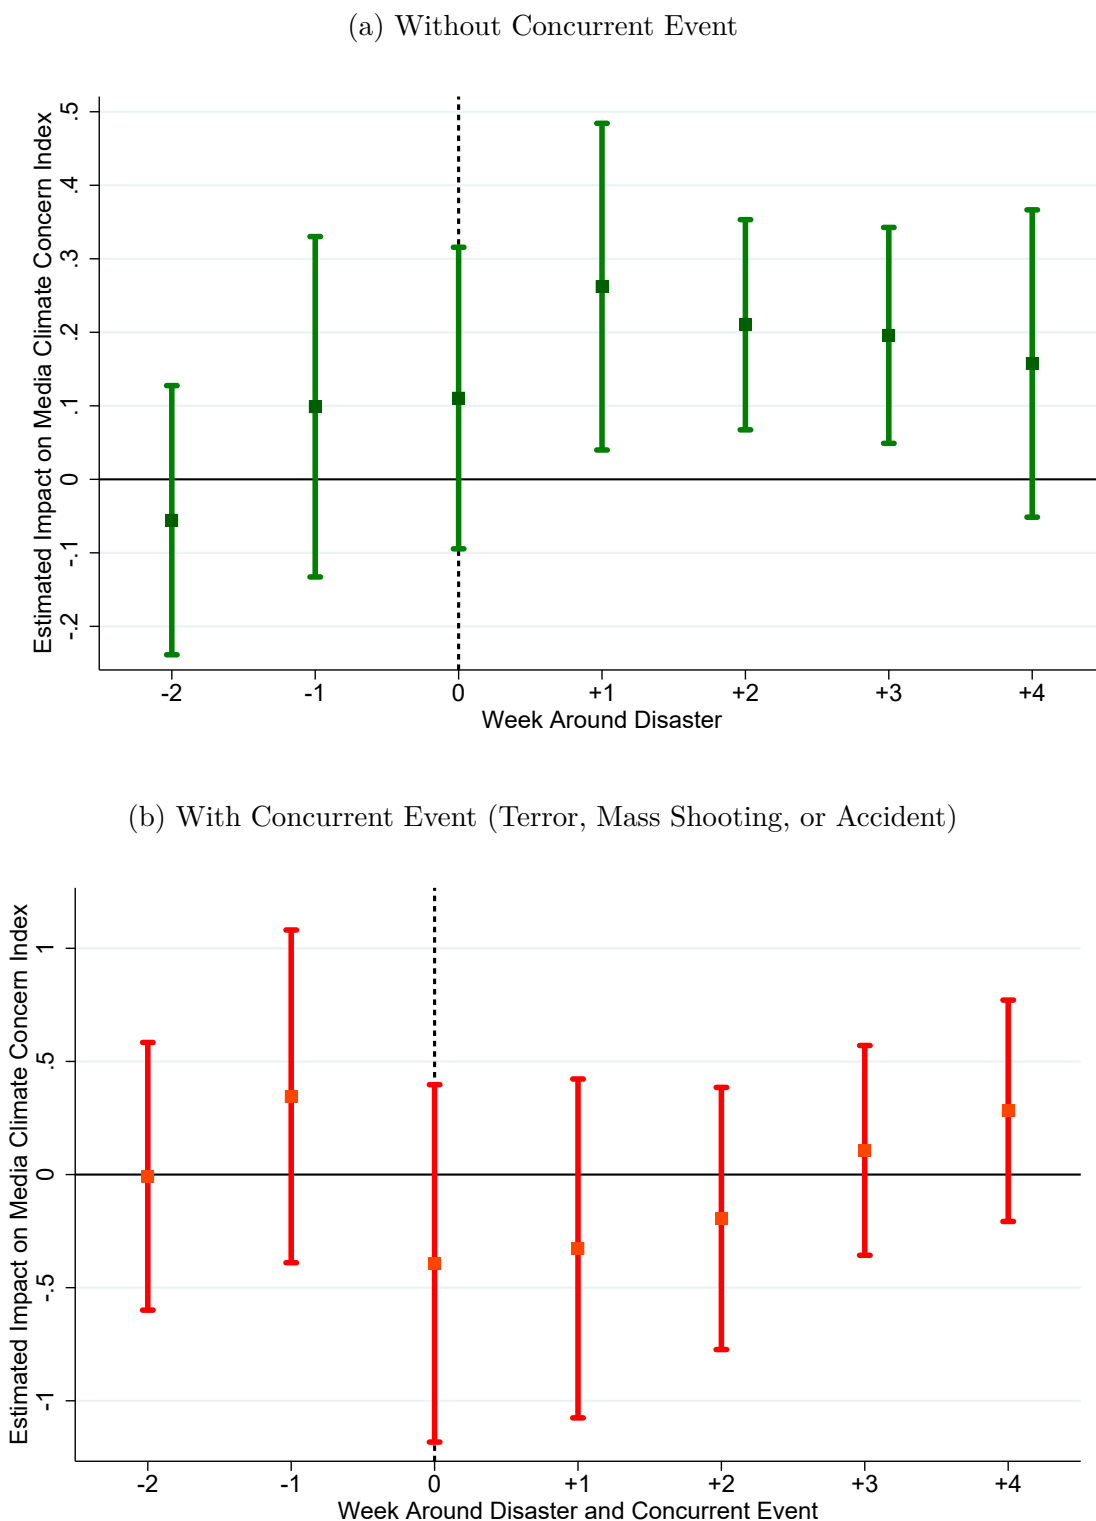 (a) Without Concurrent Event
Estimated Impact on Media Climate Concern Index
.5
.4
.3
.2
.1
0
-.1
-.2
-2 -1 0 +1 +2 +3 +4
Week Around Disaster
(b) With Concurrent Event (Terror, Mass Shooting, or Accident)
Estimated Impact on Media Climate Concern Index
1
.5
0
-.5
-1
-2 -1 0 +1 +2 +3 +4
Week Around Disaster and Concurrent Event